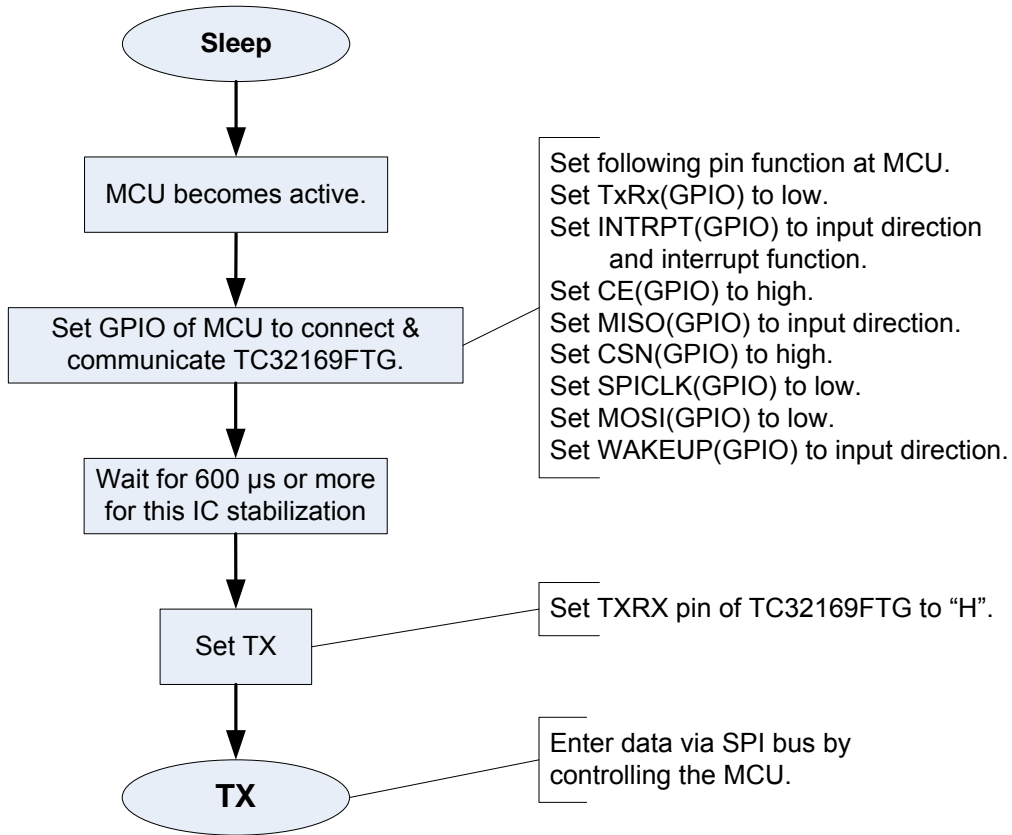 Sleep
MCU becomes active.
Set GPIO of MCU to connect &
communicate TC32169FTG.
Set following pin function at MCU.
Set TxRx(GPIO) to low.
Set INTRPT(GPIO) to input direction
and interrupt function.
Set CE(GPIO) to high.
Set MISO(GPIO) to input direction.
Set CSN(GPIO) to high.
Set SPICLK(GPIO) to low.
Set MOSI(GPIO) to low.
Set WAKEUP(GPIO) to input direction.
Wait for 600 µs or more
for this IC stabilization
Set TX
Set TXRX pin of TC32169FTG to “H”.
TX
Enter data via SPI bus by
controlling the MCU.